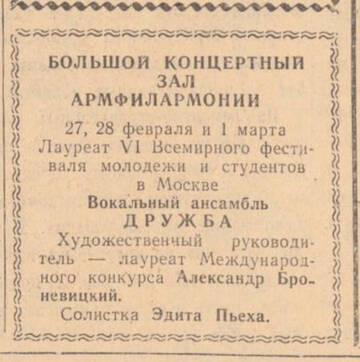 БОЛЬШОЙ КОНЦЕРТНЫЙ
ЗАЛ
АРМФИЛАРМОНИИ
27, 28 февраля и 1 марта
Лауреат VI Всемирного фести-
валя молодежи и студентов
в Москве
Вокальный ансамбль
ДРУЖБА
Художественный руководи-
тель — лауреат Международ-
ного конкурса Александр Бро-
невицкий.
Солистка Эдита Пьеха.